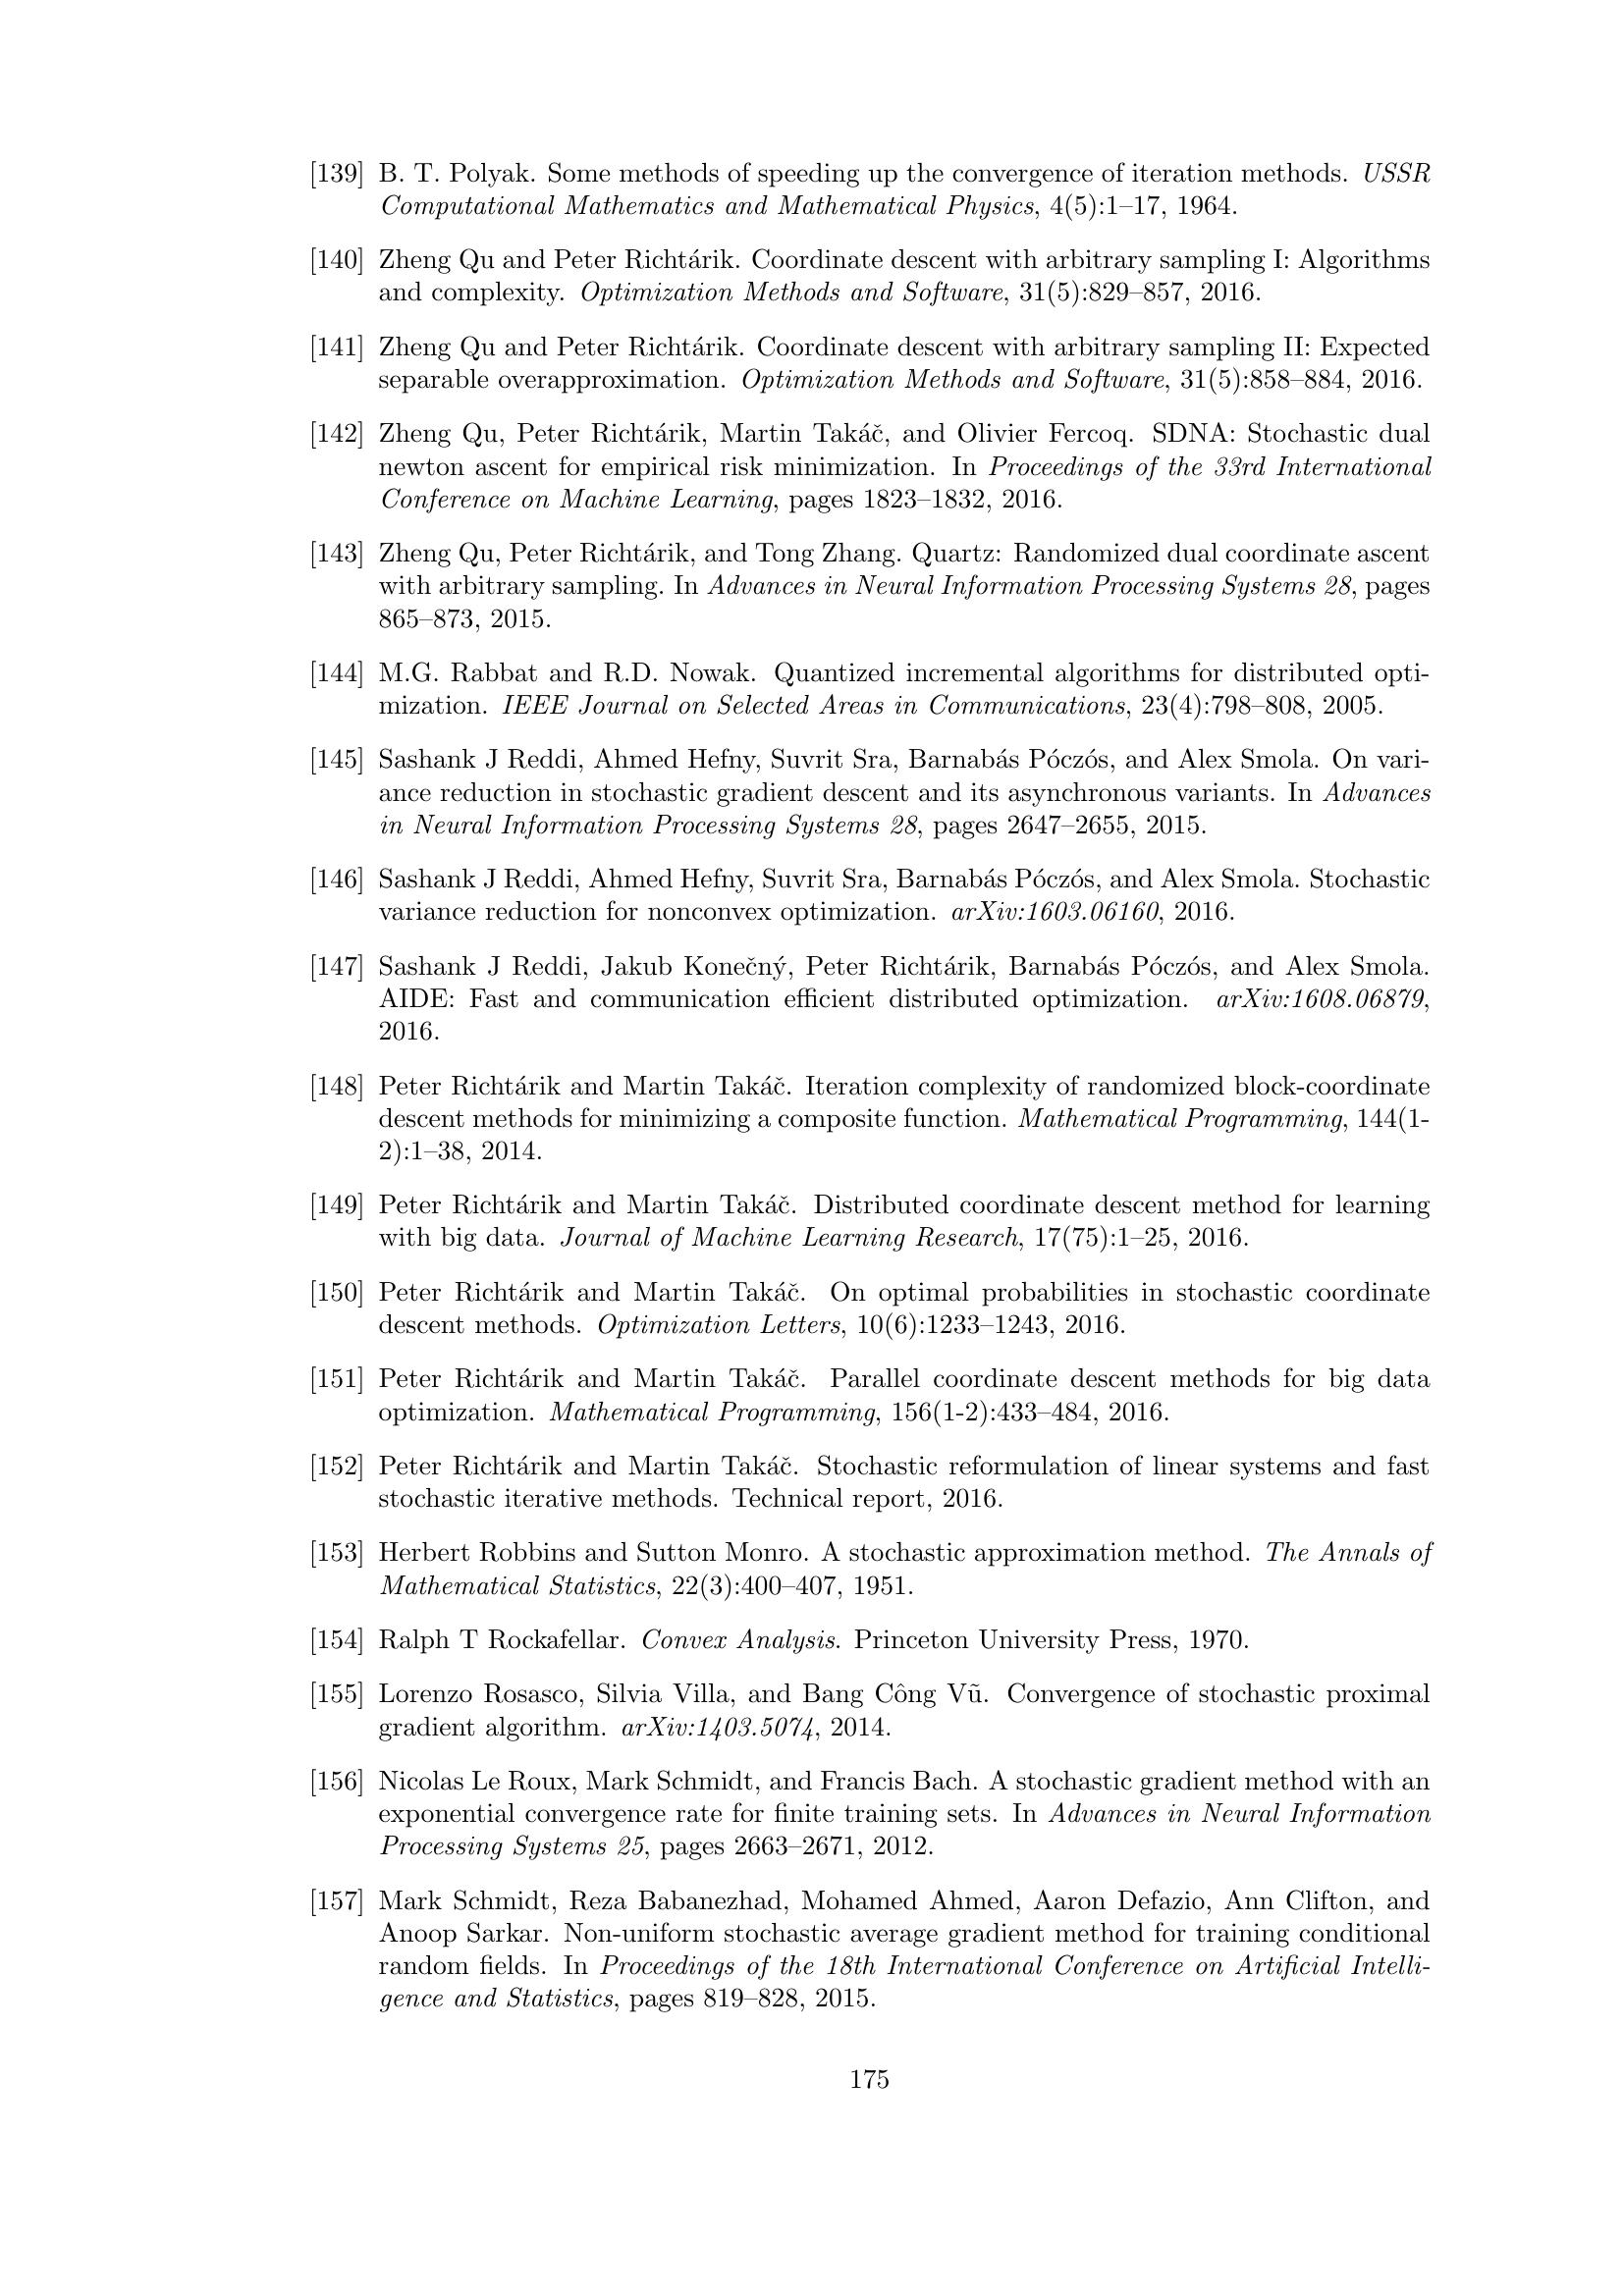 [139] B. T. Polyak. Some methods of speeding up the convergence of iteration methods. USSR
Computational Mathematics and Mathematical Physics, 4(5):1–17, 1964.
[140] Zheng Qu and Peter Richtárik. Coordinate descent with arbitrary sampling I: Algorithms
and complexity. Optimization Methods and Software, 31(5):829–857, 2016.
[141] Zheng Qu and Peter Richtárik. Coordinate descent with arbitrary sampling II: Expected
separable overapproximation. Optimization Methods and Software, 31(5):858–884, 2016.
[142] Zheng Qu, Peter Richtárik, Martin Takáč, and Olivier Fercoq. SDNA: Stochastic dual
newton ascent for empirical risk minimization. In Proceedings of the 33rd International
Conference on Machine Learning, pages 1823–1832, 2016.
[143] Zheng Qu, Peter Richtárik, and Tong Zhang. Quartz: Randomized dual coordinate ascent
with arbitrary sampling. In Advances in Neural Information Processing Systems 28, pages
865–873, 2015.
[144] M.G. Rabbat and R.D. Nowak. Quantized incremental algorithms for distributed opti-
mization. IEEE Journal on Selected Areas in Communications, 23(4):798–808, 2005.
[145] Sashank J Reddi, Ahmed Hefny, Suvrit Sra, Barnabás Póczós, and Alex Smola. On vari-
ance reduction in stochastic gradient descent and its asynchronous variants. In Advances
in Neural Information Processing Systems 28, pages 2647–2655, 2015.
[146] Sashank J Reddi, Ahmed Hefny, Suvrit Sra, Barnabás Póczós, and Alex Smola. Stochastic
variance reduction for nonconvex optimization. arXiv:1603.06160, 2016.
[147] Sashank J Reddi, Jakub Konečný, Peter Richtárik, Barnabás Póczós, and Alex Smola.
AIDE: Fast and communication efficient distributed optimization. arXiv:1608.06879,
2016.
[148] Peter Richtárik and Martin Takáč. Iteration complexity of randomized block-coordinate
descent methods for minimizing a composite function. Mathematical Programming, 144(1-
2):1–38, 2014.
[149] Peter Richtárik and Martin Takáč. Distributed coordinate descent method for learning
with big data. Journal of Machine Learning Research, 17(75):1–25, 2016.
[150] Peter Richtárik and Martin Takáč. On optimal probabilities in stochastic coordinate
descent methods. Optimization Letters, 10(6):1233–1243, 2016.
[151] Peter Richtárik and Martin Takáč. Parallel coordinate descent methods for big data
optimization. Mathematical Programming, 156(1-2):433–484, 2016.
[152] Peter Richtárik and Martin Takáč. Stochastic reformulation of linear systems and fast
stochastic iterative methods. Technical report, 2016.
[153] Herbert Robbins and Sutton Monro. A stochastic approximation method. The Annals of
Mathematical Statistics, 22(3):400–407, 1951.
[154] Ralph T Rockafellar. Convex Analysis. Princeton University Press, 1970.
[155] Lorenzo Rosasco, Silvia Villa, and Bang Công Vũ. Convergence of stochastic proximal
gradient algorithm. arXiv:1403.5074, 2014.
[156] Nicolas Le Roux, Mark Schmidt, and Francis Bach. A stochastic gradient method with an
exponential convergence rate for finite training sets. In Advances in Neural Information
Processing Systems 25, pages 2663–2671, 2012.
[157] Mark Schmidt, Reza Babanezhad, Mohamed Ahmed, Aaron Defazio, Ann Clifton, and
Anoop Sarkar. Non-uniform stochastic average gradient method for training conditional
random fields. In Proceedings of the 18th International Conference on Artificial Intelli-
gence and Statistics, pages 819–828, 2015.
175